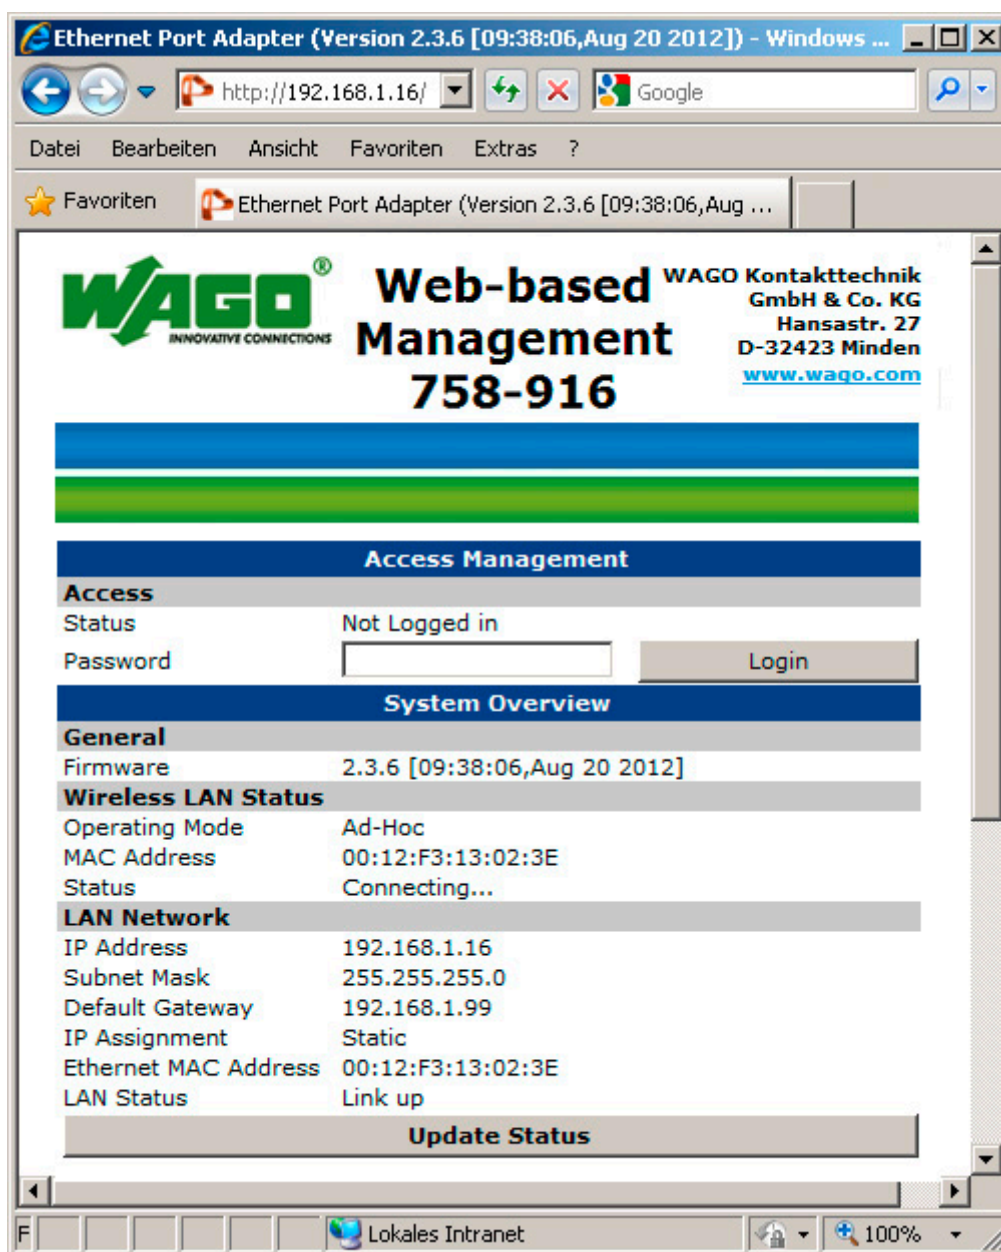 Ethernet Port Adapter (Version 2.3.6 [09:38:06,Aug 20 2012]) - Windows ...
http://192.168.1.16/
Google
Datei Bearbeiten Ansicht Favoriten Extras ?
Favoriten
Ethernet Port Adapter (Version 2.3.6 [09:38:06,Aug ...
WAGO®
INNOVATIVE CONNECTIONS
Web-based
Management
758-916
WAGO Kontakttechnik
GmbH & Co. KG
Hansastr. 27
D-32423 Minden
www.wago.com
Access Management
Access
Status Not Logged in
Password Login
System Overview
General
Firmware 2.3.6 [09:38:06,Aug 20 2012]
Wireless LAN Status
Operating Mode Ad-Hoc
MAC Address 00:12:F3:13:02:3E
Status Connecting...
LAN Network
IP Address 192.168.1.16
Subnet Mask 255.255.255.0
Default Gateway 192.168.1.99
IP Assignment Static
Ethernet MAC Address 00:12:F3:13:02:3E
LAN Status Link up
Update Status
F Lokales Intranet 100%